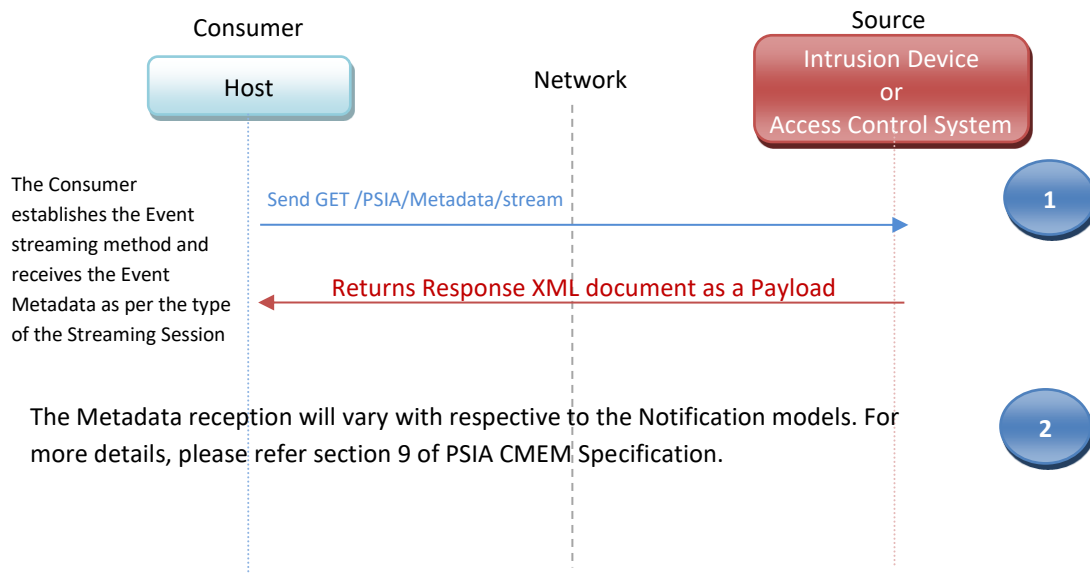 Consumer
Source
Host
Network
Intrusion Device
or
Access Control System
The Consumer
establishes the Event
streaming method and
receives the Event
Metadata as per the type
of the Streaming Session
Send GET /PSIA/Metadata/stream
1
Returns Response XML document as a Payload
The Metadata reception will vary with respective to the Notification models. For
more details, please refer section 9 of PSIA CMEM Specification.
2